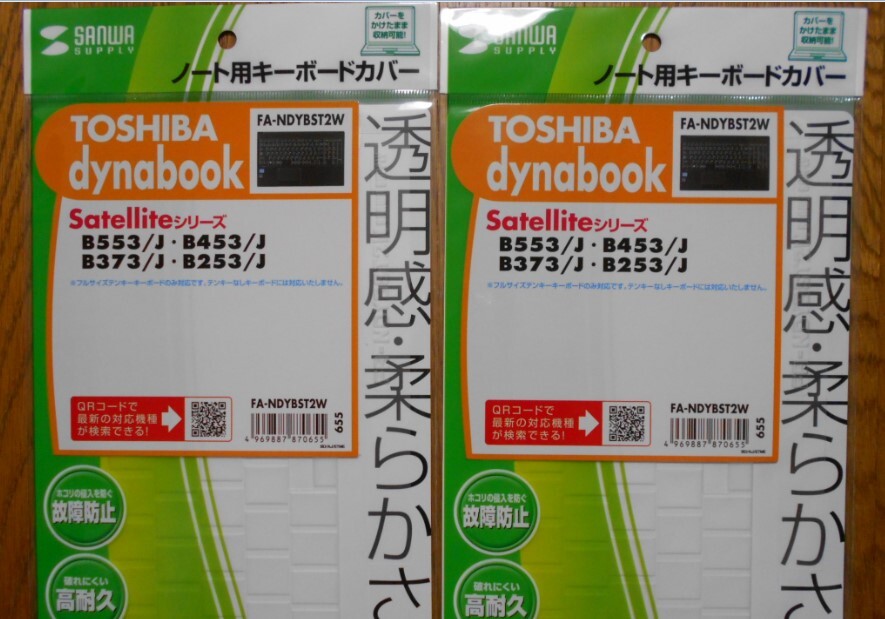 SANWA
SUPPLY
カバーを
かけたまま
収納可能!
ノート用キーボードカバー
TOSHIBA
dynabook
FA-NDYBST2W
Satelliteシリーズ
B553/J・B453/J
B373/J・B253/J
※フルサイズテンキーキーボードのみ対応です。テンキーなしキーボードには対応いたしません。
QRコードで
最新の対応機種
が検索できる!
FA-NDYBST2W
4 969887 870655
655
透明感・柔らかさ
ホコリの侵入を防ぐ
故障防止
破れにくい
高耐久
SANWA
SUPPLY
カバーを
かけたまま
収納可能!
ノート用キーボードカバー
TOSHIBA
dynabook
FA-NDYBST2W
Satelliteシリーズ
B553/J・B453/J
B373/J・B253/J
※フルサイズテンキーキーボードのみ対応です。テンキーなしキーボードには対応いたしません。
QRコードで
最新の対応機種
が検索できる!
FA-NDYBST2W
4 969887 870655
655
透明感・柔らかさ
ホコリの侵入を防ぐ
故障防止
破れにくい
高耐久